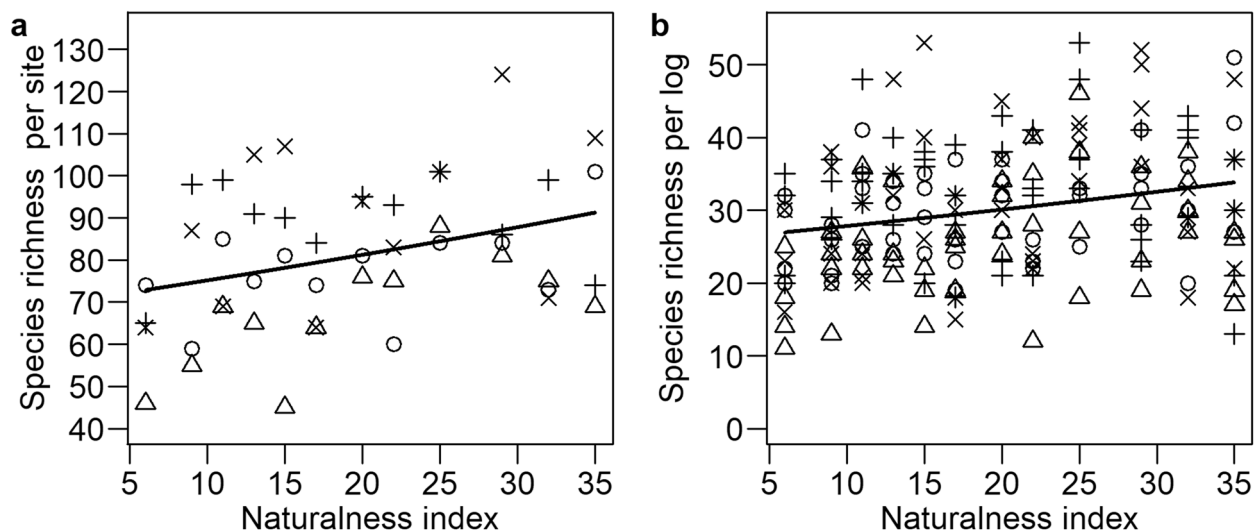 a
Species richness per site
130
120
110
100
90
80
70
60
50
40
5 10 15 20 25 30 35
Naturalness index
b
Species richness per log
50
40
30
20
10
0
5 10 15 20 25 30 35
Naturalness index